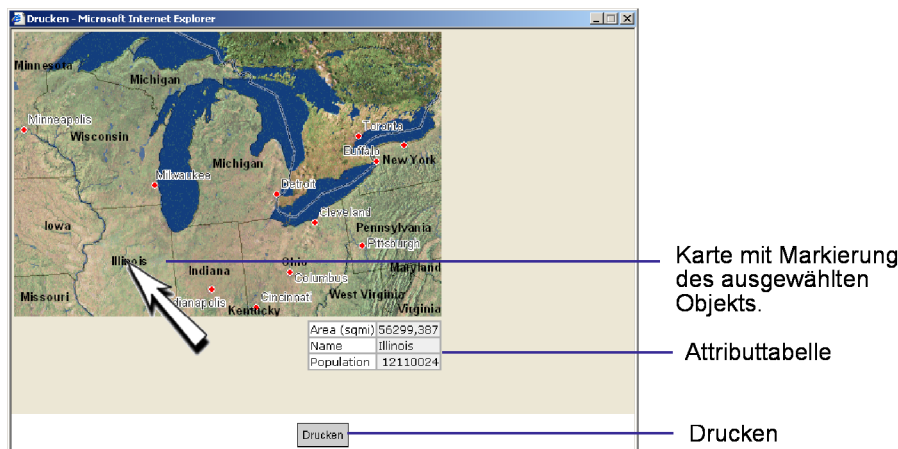 Drucken - Microsoft Internet Explorer
Minnesota
Michigan
Minneapolis
Wisconsin
Toronto
Buffalo
New York
Michigan
Milwaukee
Detroit
Cleveland
Iowa
Pennsylvania
Pittsburgh
Illinois
Indiana
Ohio
Columbus
Maryland
Missouri
dianapolis
Cincinnati
West Virginia
Kentucky
Virginia
Area (sqmi) 56299,387
Name Illinois
Population 12110024
Drucken
Karte mit Markierung
des ausgewählten
Objekts.
Attributtabelle
Drucken